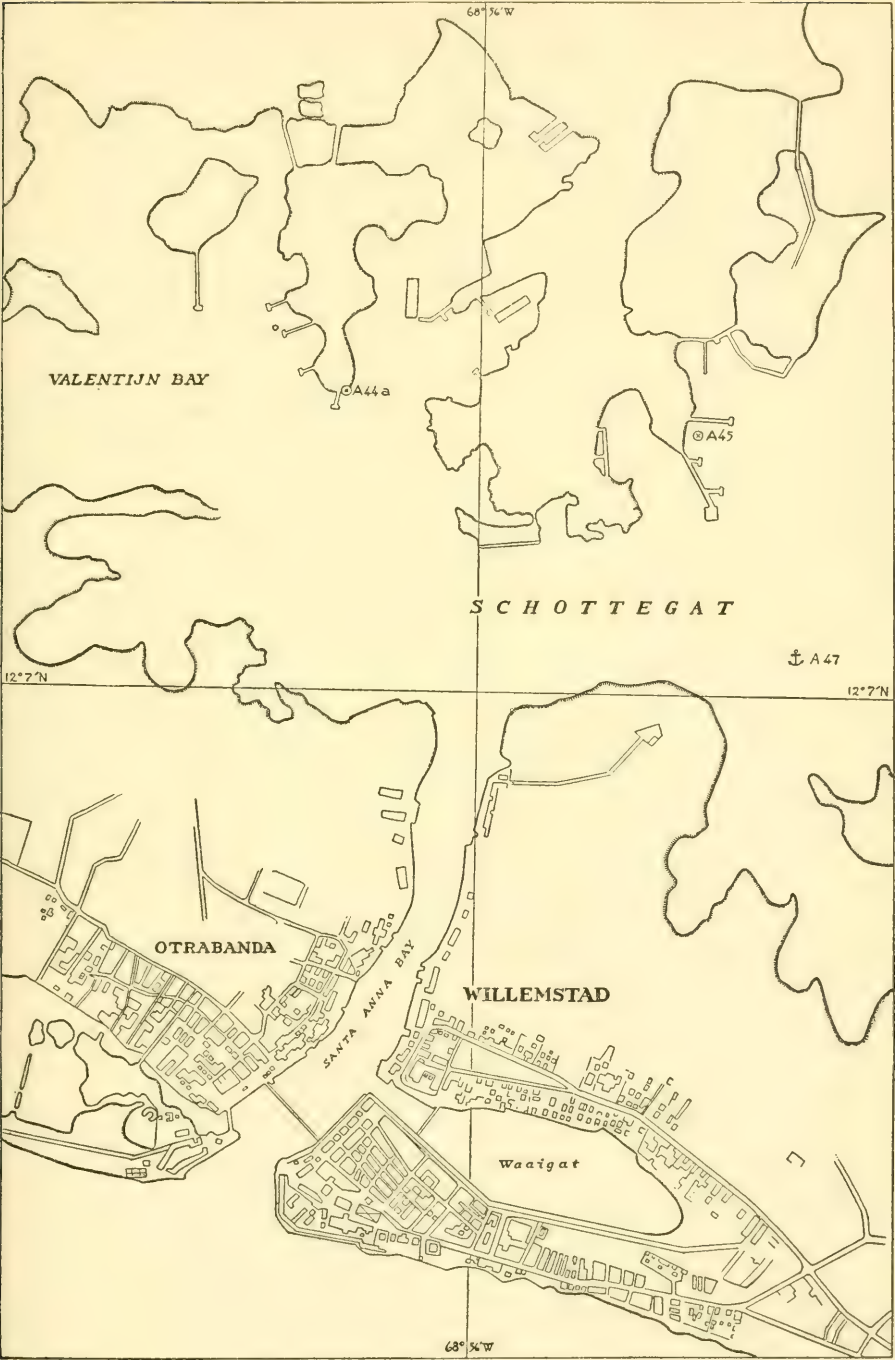 68° 56'W
VALENTIJN BAY
A44a
A45
SCHOTTEGAT
A47
12°7'N
12°7'N
OTRABANDA
SANTA ANNA BAY
WILLEMSTAD
Waaigat
68° 56'W